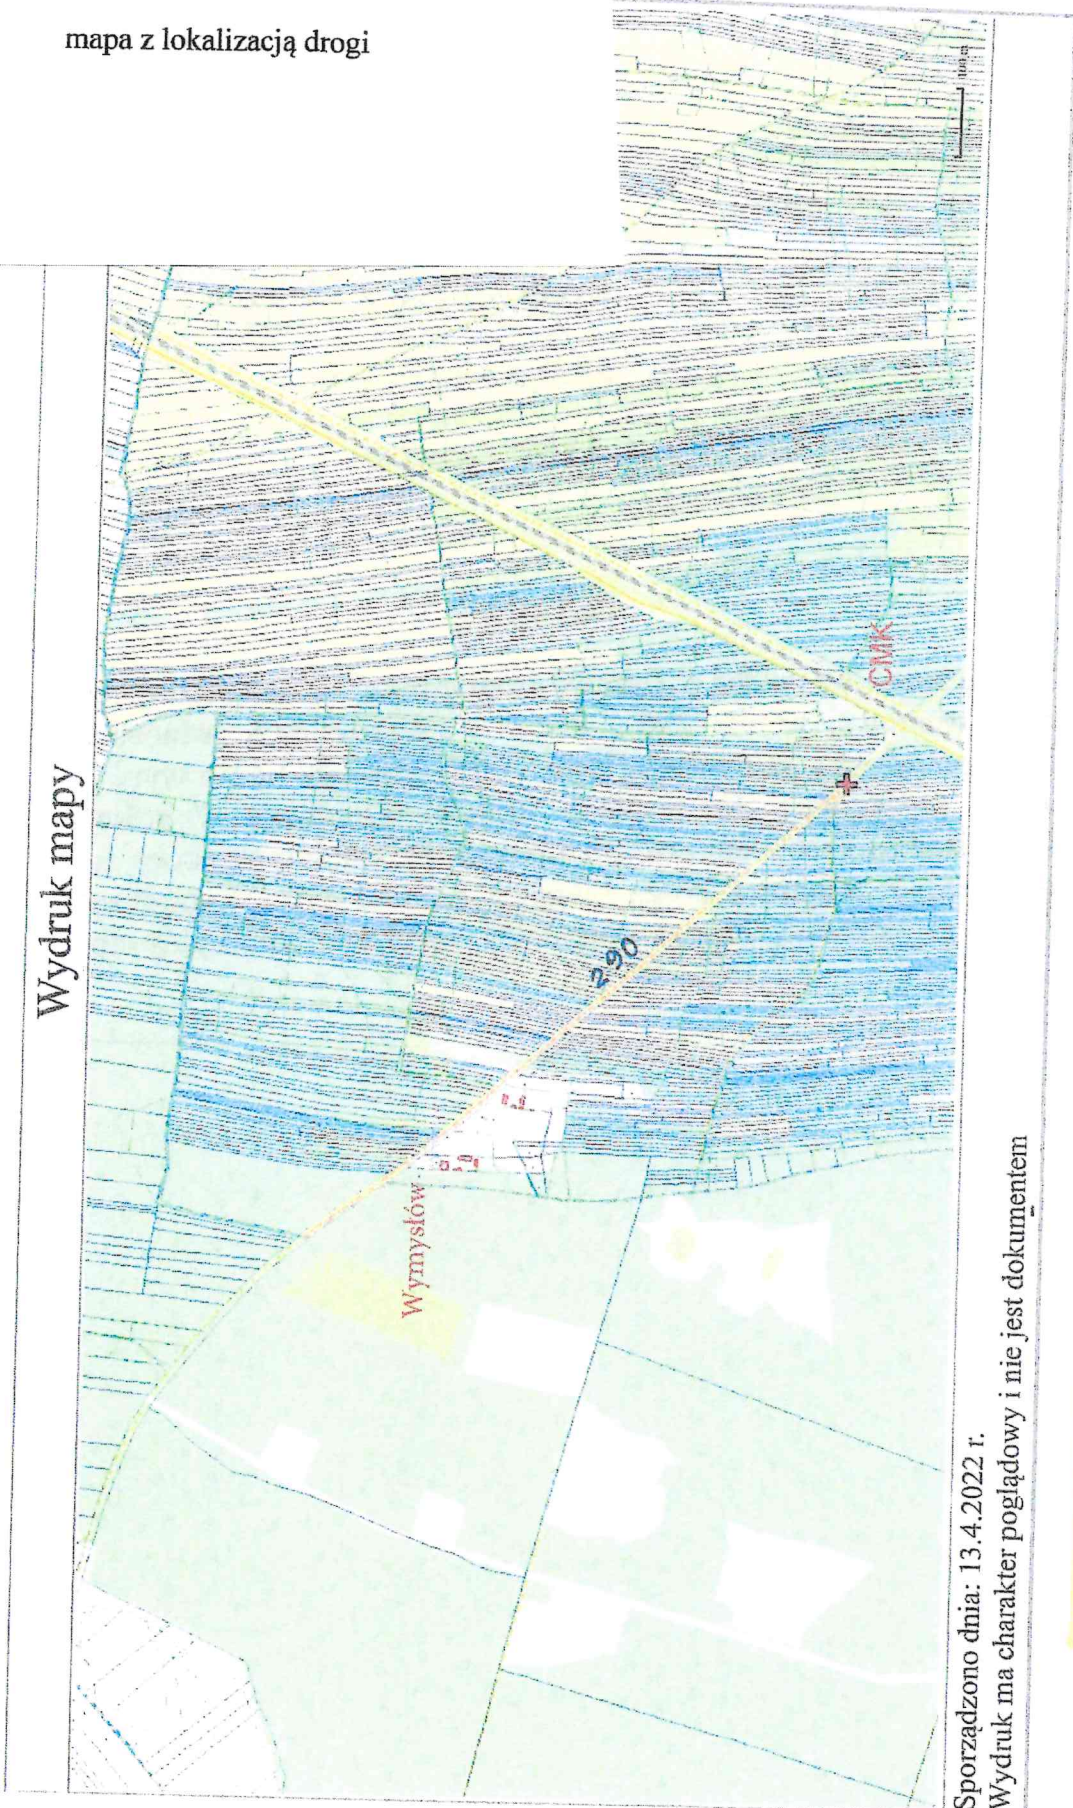 mapa z lokalizacją drogi
Wydruk mapy
100 m
CMK
290
Wymysłów
Sporządzono dnia: 13.4.2022 r.
Wydruk ma charakter poglądowy i nie jest dokumentem